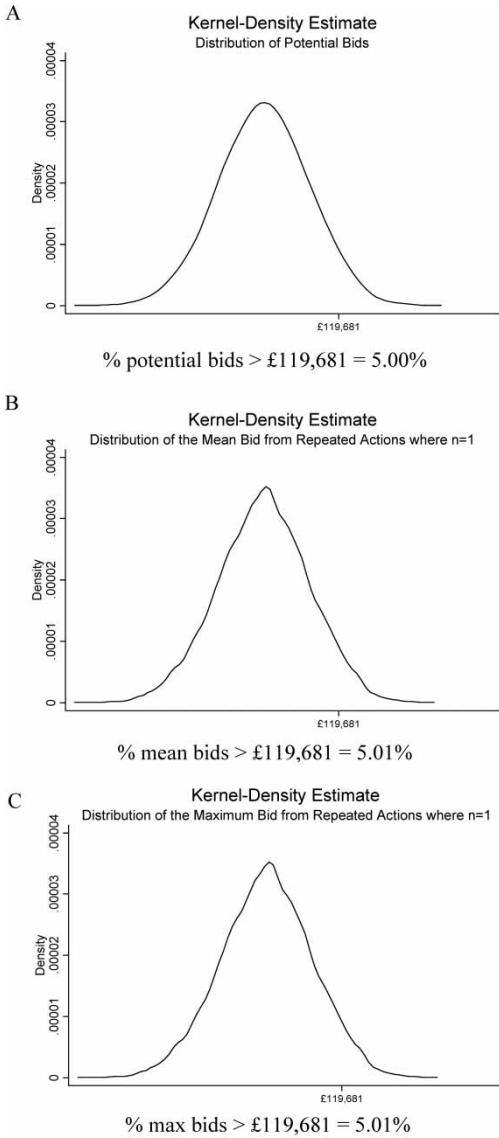 A
Kernel-Density Estimate
Distribution of Potential Bids
.00004
.00003
.00002
.00001
0
Density
£119,681
% potential bids > £119,681 = 5.00%
B
Kernel-Density Estimate
Distribution of the Mean Bid from Repeated Actions where n=1
.00004
.00003
.00002
.00001
0
Density
£119,681
% mean bids > £119,681 = 5.01%
C
Kernel-Density Estimate
Distribution of the Maximum Bid from Repeated Actions where n=1
.00004
.00003
.00002
.00001
0
Density
£119,681
% max bids > £119,681 = 5.01%